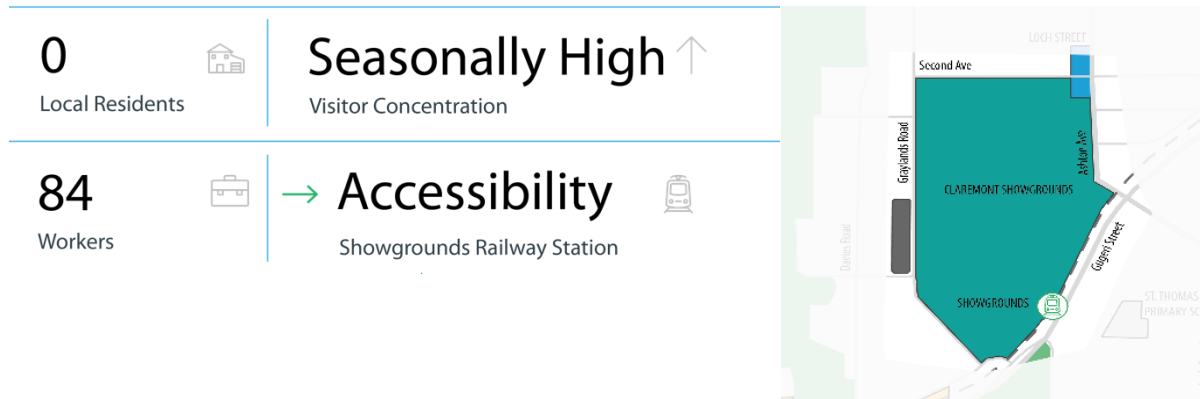 0
Local Residents
Seasonally High
Visitor Concentration
84
Workers
Accessibility
Showgrounds Railway Station
LOCH STREET
Second Ave
Graylands Road
Ashton Ave
CLAREMONT SHOWGROUNDS
Davies Road
Gugeri Street
SHOWGROUNDS
ST. THOMAS
PRIMARY SC